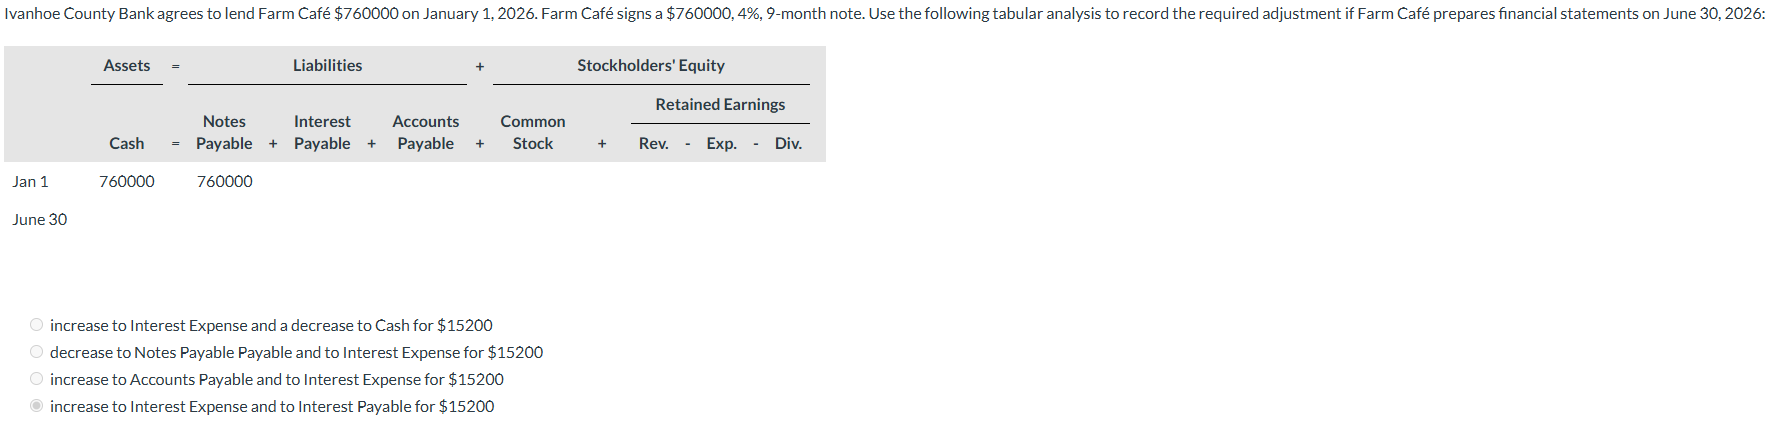 Ivanhoe County Bank agrees to lend Farm Café $760000 on January 1, 2026. Farm Café signs a $760000, 4%, 9-month note. Use the following tabular analysis to record the required adjustment if Farm Café prepares financial statements on June 30, 2026:
Assets = Liabilities + Stockholders' Equity
Retained Earnings
Notes Interest Accounts Common
Cash = Payable + Payable + Payable + Stock + Rev. - Exp. - Div.
Jan 1 760000 760000
June 30
increase to Interest Expense and a decrease to Cash for $15200
decrease to Notes Payable Payable and to Interest Expense for $15200
increase to Accounts Payable and to Interest Expense for $15200
increase to Interest Expense and to Interest Payable for $15200